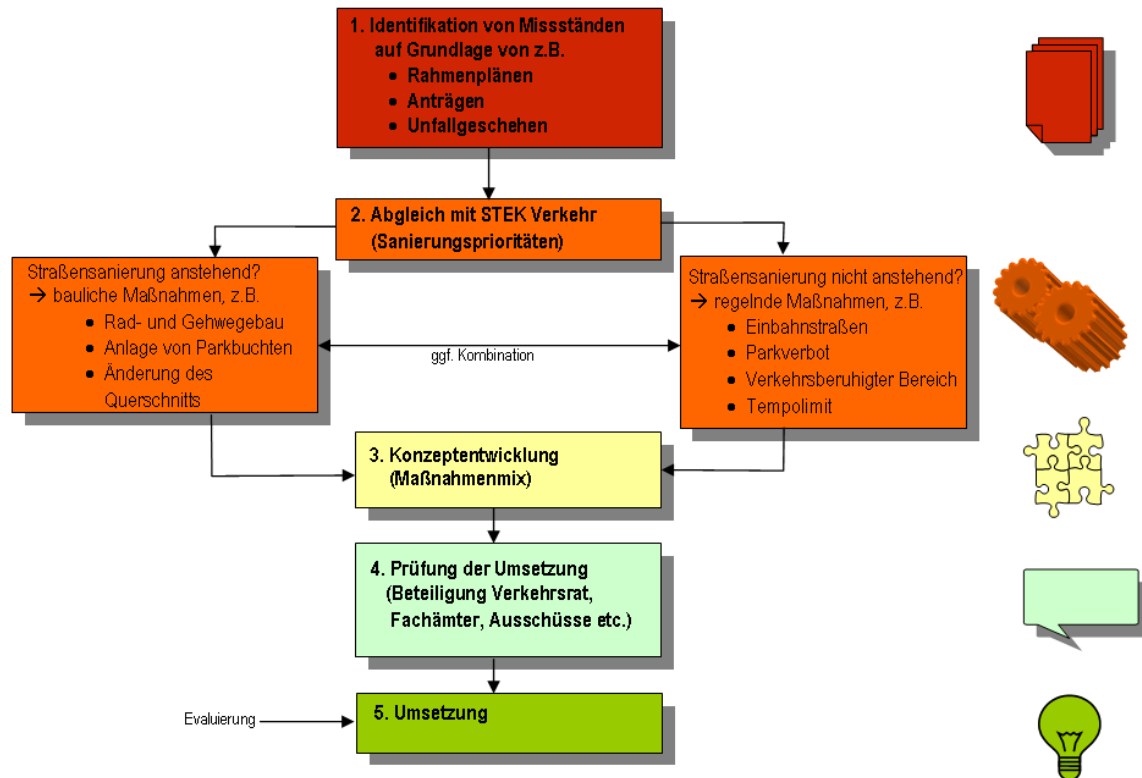 1. Identifikation von Missständen
auf Grundlage von z.B.
• Rahmenplänen
• Anträgen
• Unfallgeschehen
2. Abgleich mit STEK Verkehr
(Sanierungsprioritäten)
Straßensanierung anstehend?
→ bauliche Maßnahmen, z.B.
• Rad- und Gehwegebau
• Anlage von Parkbuchten
• Änderung des
Querschnitts
ggf. Kombination
Straßensanierung nicht anstehend?
→ regelnde Maßnahmen, z.B.
• Einbahnstraßen
• Parkverbot
• Verkehrsberuhigter Bereich
• Tempolimit
3. Konzeptentwicklung
(Maßnahmenmix)
4. Prüfung der Umsetzung
(Beteiligung Verkehrsrat,
Fachämter, Ausschüsse etc.)
Evaluierung
5. Umsetzung